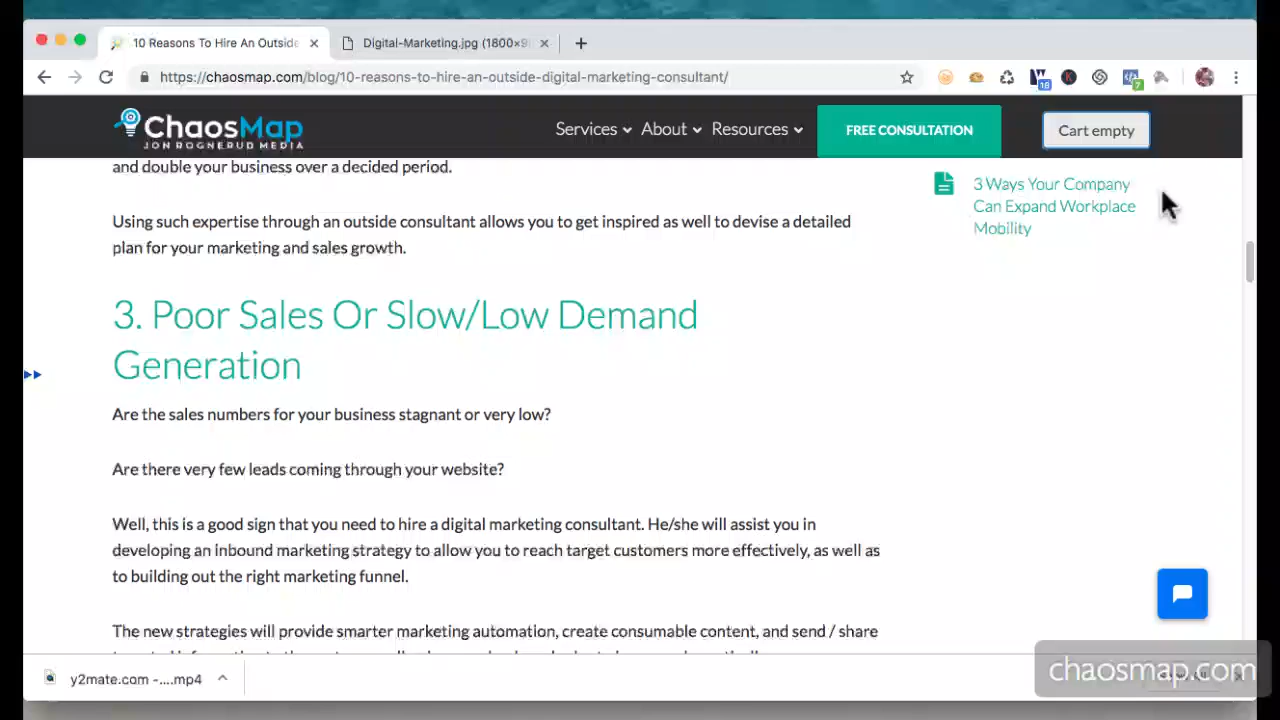 10 Reasons To Hire An Outside
Digital-Marketing.jpg (1800×9
https://chaosmap.com/blog/10-reasons-to-hire-an-outside-digital-marketing-consultant/
18
7
ChaosMap
JON ROGNERUD MEDIA
Services
About
Resources
FREE CONSULTATION
Cart empty
and double your business over a decided period.
3 Ways Your Company
Can Expand Workplace
Mobility
Using such expertise through an outside consultant allows you to get inspired as well to devise a detailed
plan for your marketing and sales growth.
3. Poor Sales Or Slow/Low Demand
Generation
Are the sales numbers for your business stagnant or very low?
Are there very few leads coming through your website?
Well, this is a good sign that you need to hire a digital marketing consultant. He/she will assist you in
developing an inbound marketing strategy to allow you to reach target customers more effectively, as well as
to building out the right marketing funnel.
The new strategies will provide smarter marketing automation, create consumable content, and send / share
y2mate.com -....mp4
chaosmap.com